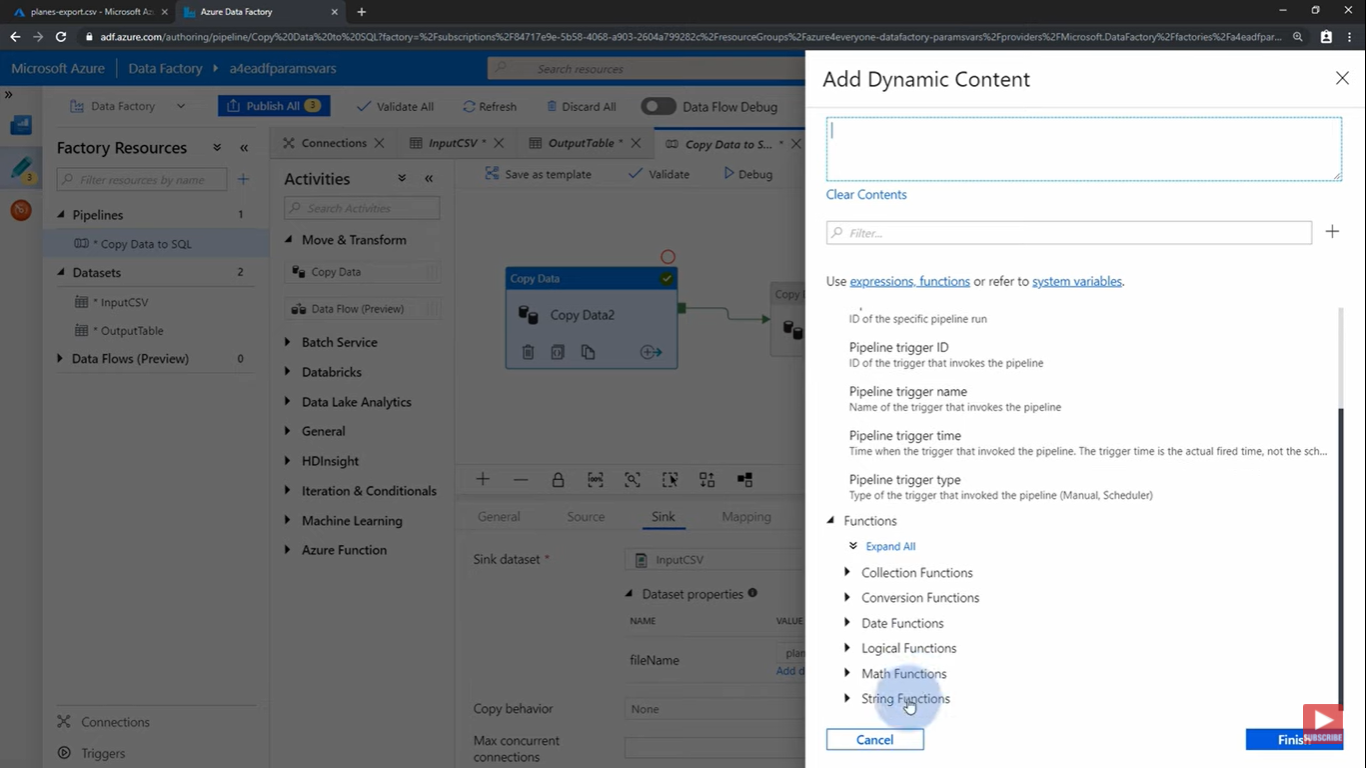 planes-export.csv - Microsoft Az
Azure Data Factory
adf.azure.com/authoring/pipeline/Copy%20Data%20to%20SQL?factory=%2Fsubscriptions%2F84717e9e-5b58-4068-a903-2604a799282c%2FresourceGroups%2Fazure4everyone-datafactory-paramsvars%2Fproviders%2FMicrosoft.DataFactory%2Ffactories%2Fa4eadfpar...
Microsoft Azure
Data Factory
a4eadfparamsvars
Search resources
Data Factory
Publish All 3
Validate All
Refresh
Discard All
Data Flow Debug
Factory Resources
Filter resources by name
Pipelines 1
* Copy Data to SQL
Datasets 2
* InputCSV
* OutputTable
Data Flows (Preview) 0
Connections
Triggers
3
Connections
InputCSV *
OutputTable *
Copy Data to S... *
Activities
Search Activities
Move & Transform
Copy Data
Data Flow (Preview)
Batch Service
Databricks
Data Lake Analytics
General
HDInsight
Iteration & Conditionals
Machine Learning
Azure Function
Save as template
Validate
Debug
Copy Data
Copy Data2
Copy D
100%
General
Source
Sink
Mapping
Sink dataset *
InputCSV
Dataset properties
NAME
VALUE
fileName
plan
Add d
Copy behavior
None
Max concurrent
connections
Add Dynamic Content
Clear Contents
Filter...
Use expressions, functions or refer to system variables.
ID of the specific pipeline run
Pipeline trigger ID
ID of the trigger that invokes the pipeline
Pipeline trigger name
Name of the trigger that invokes the pipeline
Pipeline trigger time
Time when the trigger that invoked the pipeline. The trigger time is the actual fired time, not the sch...
Pipeline trigger type
Type of the trigger that invoked the pipeline (Manual, Scheduler)
Functions
Expand All
Collection Functions
Conversion Functions
Date Functions
Logical Functions
Math Functions
String Functions
Cancel
Finish
SUBSCRIBE